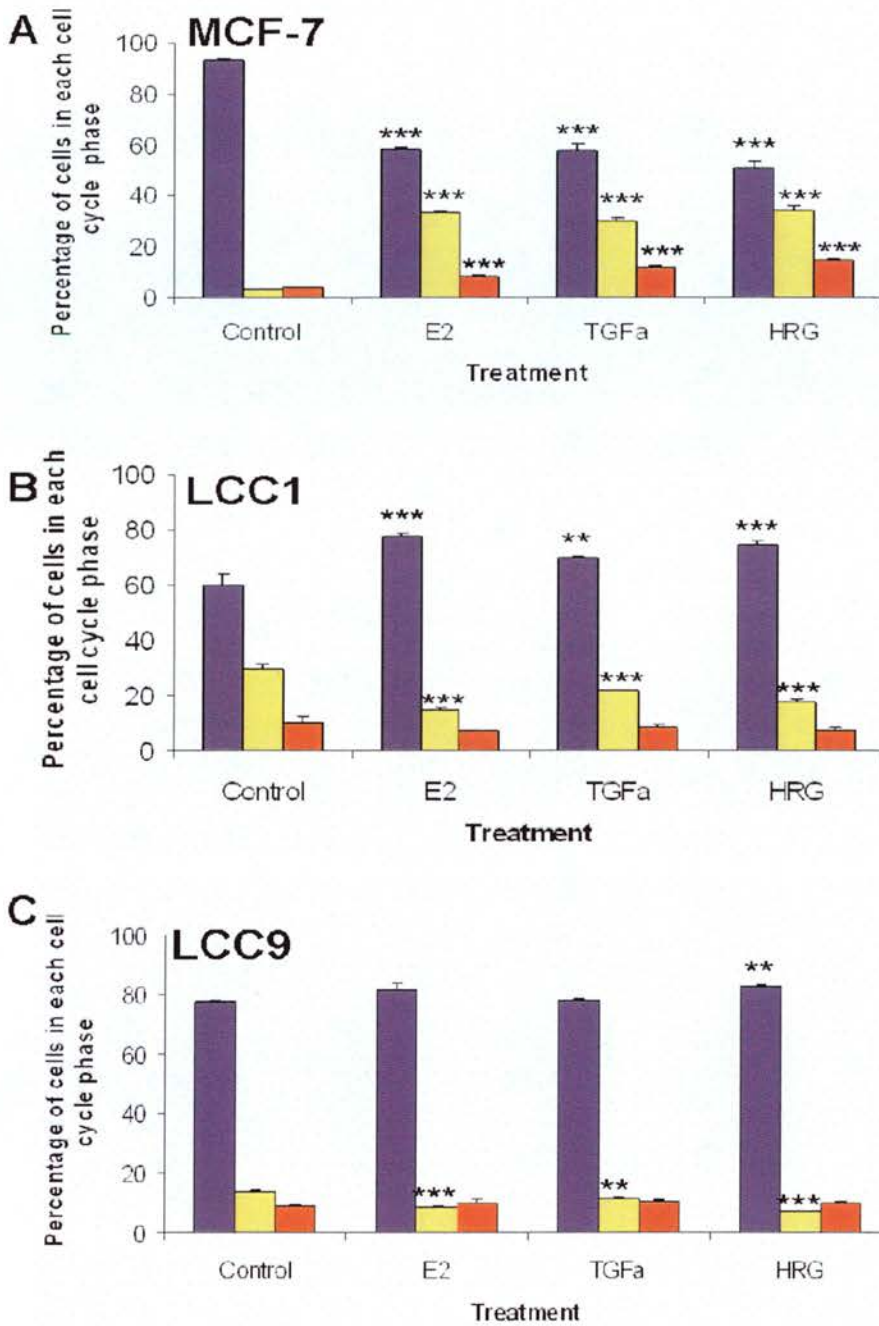 A
MCF-7
Percentage of cells in each cell
cycle phase
100
80
60
40
20
0
***
***
***
***
***
***
***
***
***
Control
E2
TGFa
HRG
Treatment
B
LCC1
Percentage of cells in each
cell cycle phase
100
80
60
40
20
0
***
**
***
***
***
***
Control
E2
TGFa
HRG
Treatment
C
LCC9
Percentage of cells in each cell
cycle phase
100
80
60
40
20
0
**
***
**
***
Control
E2
TGFa
HRG
Treatment